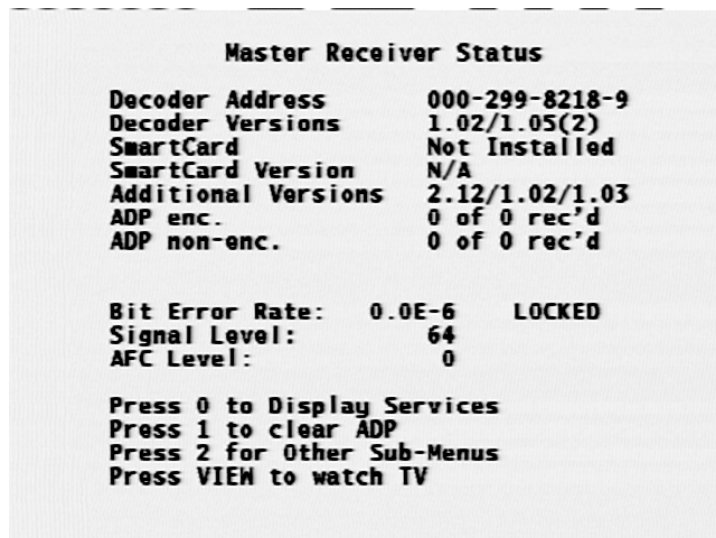 Master Receiver Status
Decoder Address 000-299-8218-9
Decoder Versions 1.02/1.05(2)
SmartCard Not Installed
SmartCard Version N/A
Additional Versions 2.12/1.02/1.03
ADP enc. 0 of 0 rec'd
ADP non-enc. 0 of 0 rec'd
Bit Error Rate: 0.0E-6 LOCKED
Signal Level: 64
AFC Level: 0
Press 0 to Display Services
Press 1 to clear ADP
Press 2 for Other Sub-Menus
Press VIEW to watch TV